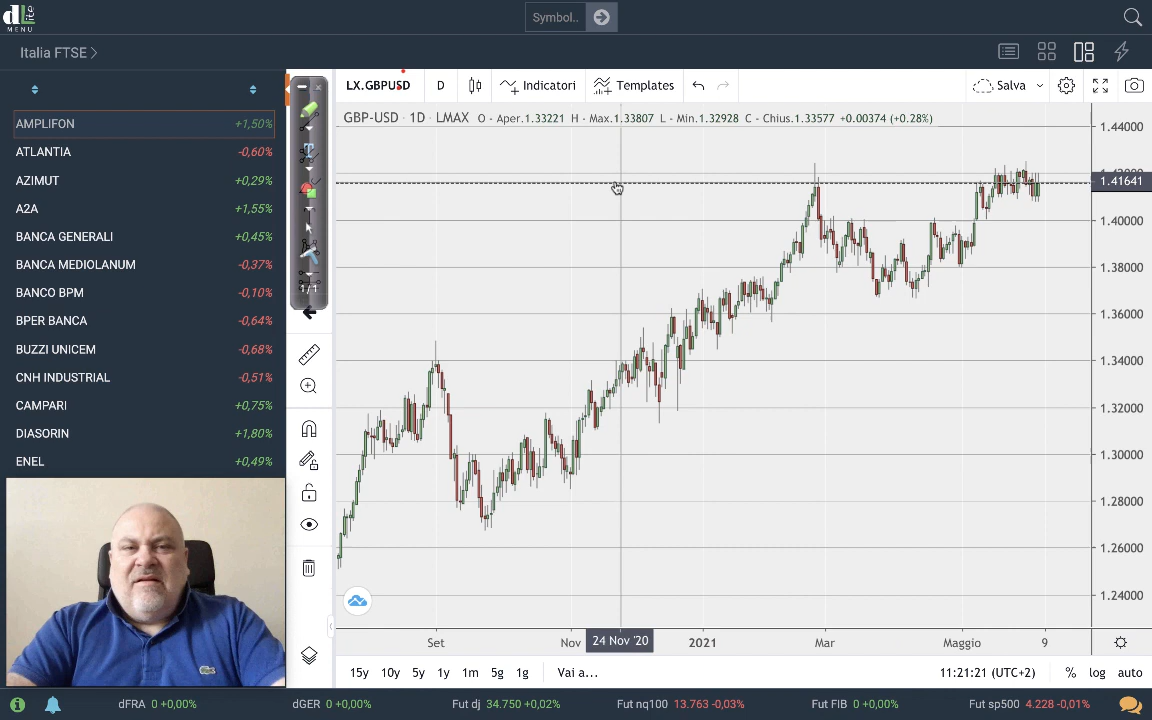 dLite
MENU
Symbol..
Italia FTSE
AMPLIFON +1,50%
ATLANTIA -0,60%
AZIMUT +0,29%
A2A +1,55%
BANCA GENERALI +0,45%
BANCA MEDIOLANUM -0,37%
BANCO BPM -0,10%
BPER BANCA -0,64%
BUZZI UNICEM -0,68%
CNH INDUSTRIAL -0,51%
CAMPARI +0,75%
DIASORIN +1,80%
ENEL +0,49%
LX.GBPUSD D Indicatori Templates Salva
GBP-USD · 1D · LMAX O - Aper.1.33221 H - Max.1.33807 L - Min.1.32928 C - Chius.1.33577 +0.00374 (+0.28%)
1/1
1.44000
1.41641
1.40000
1.38000
1.36000
1.34000
1.32000
1.30000
1.28000
1.26000
1.24000
Set Nov 24 Nov '20 2021 Mar Maggio 9
15y 10y 5y 1y 1m 5g 1g Vai a... 11:21:21 (UTC+2) % log auto
dFRA 0 +0,00% dGER 0 +0,00% Fut dj 34.750 +0,02% Fut nq100 13.763 -0,03% Fut FIB 0 +0,00% Fut sp500 4.228 -0,01%